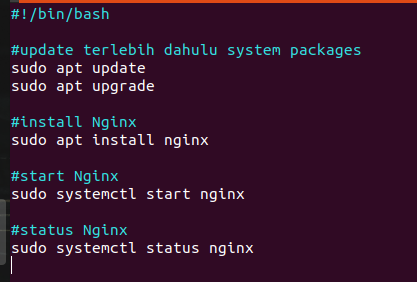 #!/bin/bash
#update terlebih dahulu system packages
sudo apt update
sudo apt upgrade
#install Nginx
sudo apt install nginx
#start Nginx
sudo systemctl start nginx
#status Nginx
sudo systemctl status nginx